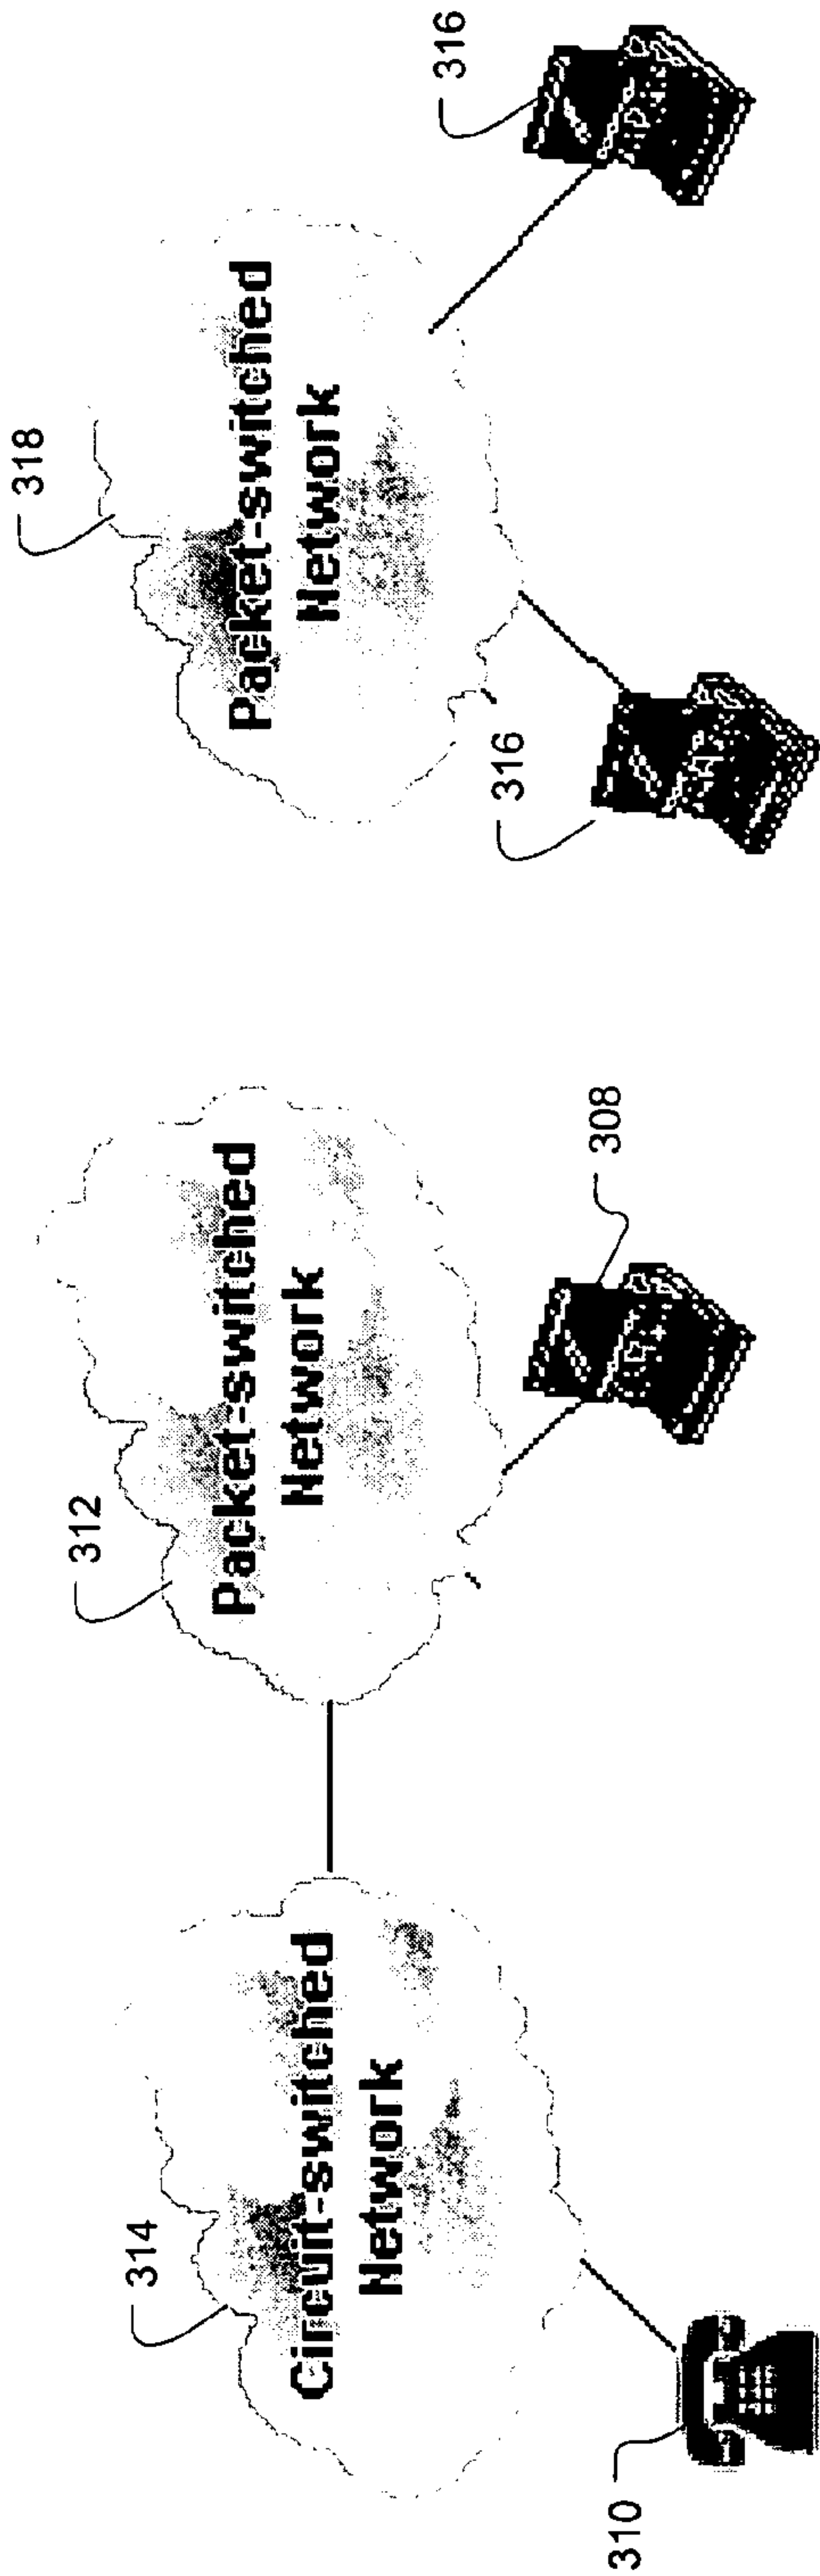 314
Circuit-switched
Network
310
312
Packet-switched
Network
308
318
Packet-switched
Network
316
316